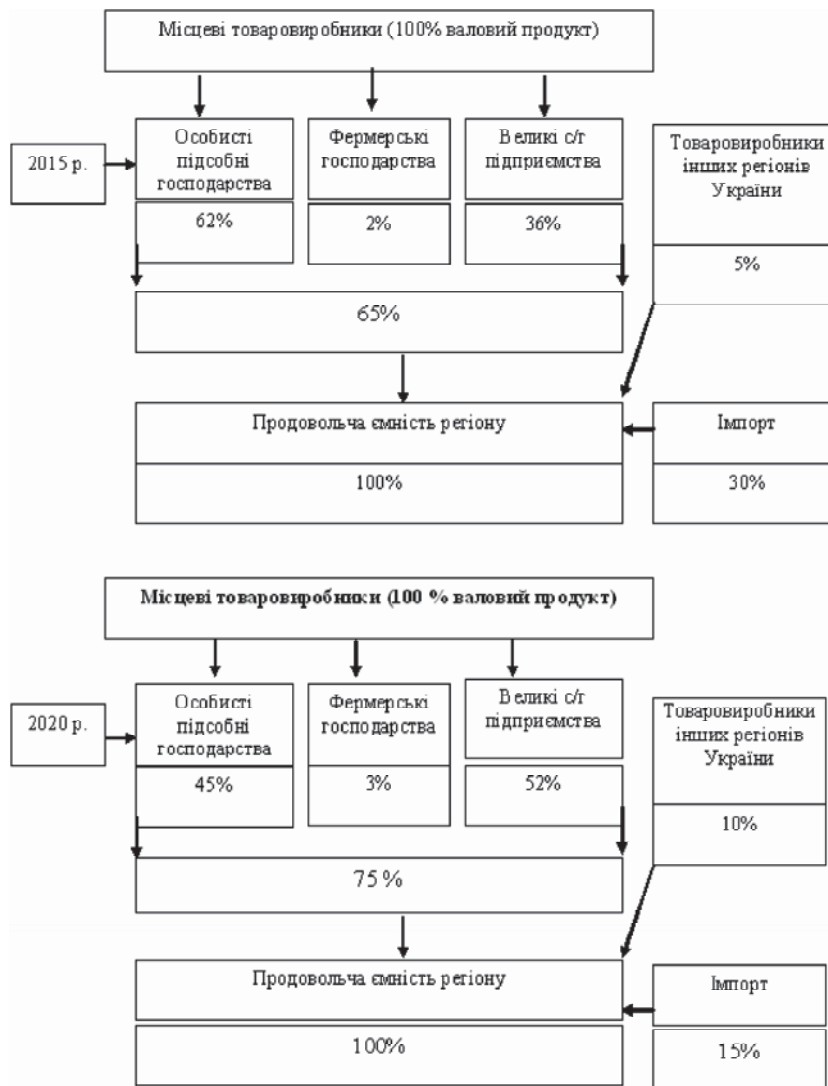 Місцеві товаровиробники (100% валовий продукт)
2015 р.
Особисті
підсобні
господарства
62%
Фермерські
господарства
2%
Великі с/г
підприємства
36%
Товаровиробники
інших регіонів
України
5%
65%
Продовольча ємність регіону
100%
Імпорт
30%
Місцеві товаровиробники (100 % валовий продукт)
2020 р.
Особисті
підсобні
господарства
45%
Фермерські
господарства
3%
Великі с/г
підприємства
52%
Товаровиробники
інших регіонів
України
10%
75 %
Продовольча ємність регіону
100%
Імпорт
15%